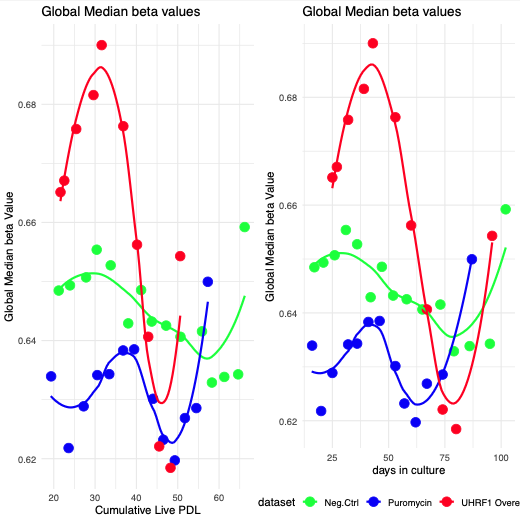 Global Median beta values
Global Median beta Value
0.68
0.66
0.64
0.62
20 30 40 50 60
Cumulative Live PDL
Global Median beta values
Global Median beta Value
0.68
0.66
0.64
0.62
25 50 75 100
days in culture
dataset Neg.Ctrl Puromycin UHRF1 Overe